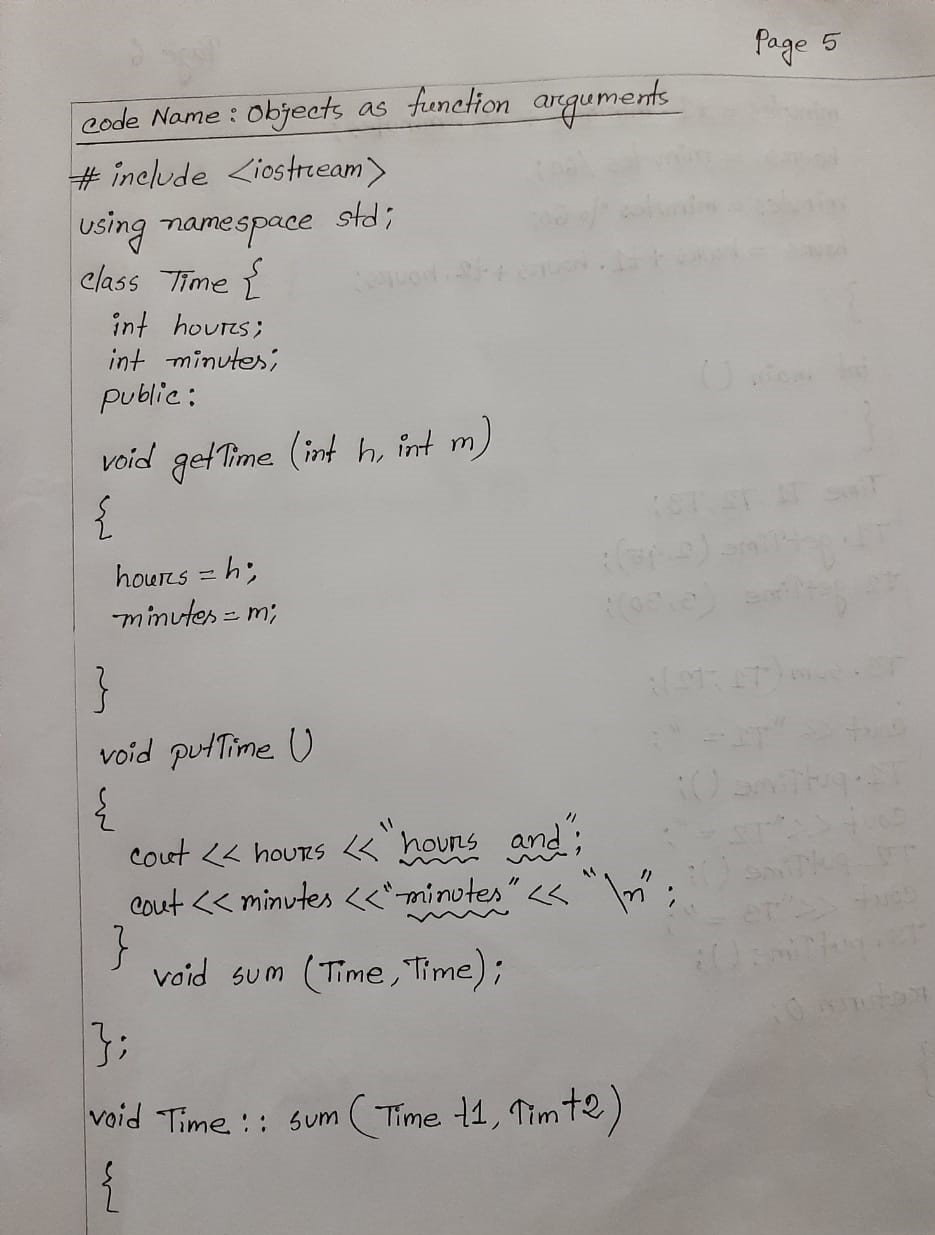 Page 5
code Name : Objects as function arguments
# include <iostream>
using namespace std;
class Time {
int hours;
int minutes;
public:
void getTime (int h, int m)
{
hours = h;
minutes = m;
}
void putTime ()
{
cout << hours << "hours and";
cout << minutes << "minutes" << "\n";
}
void sum (Time, Time);
};
void Time :: sum ( Time t1, Tim t2)
{